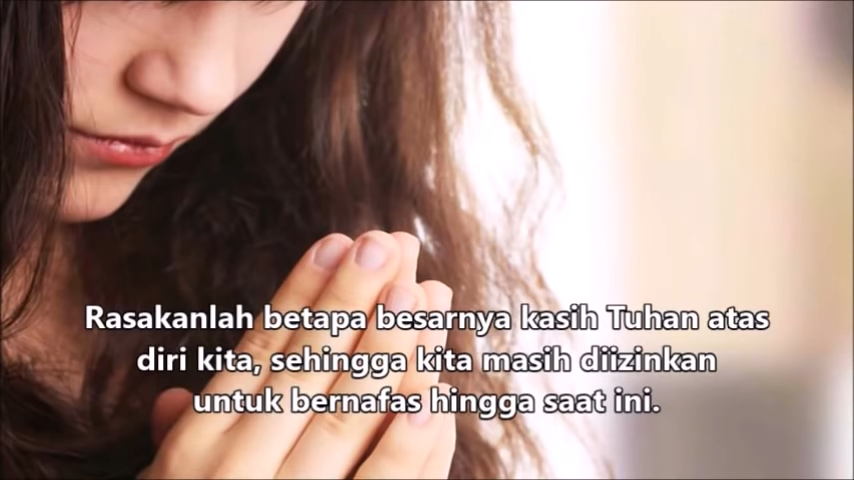 Rasakanlah betapa besarnya kasih Tuhan atas
diri kita, sehingga kita masih diizinkan
untuk bernafas hingga saat ini.